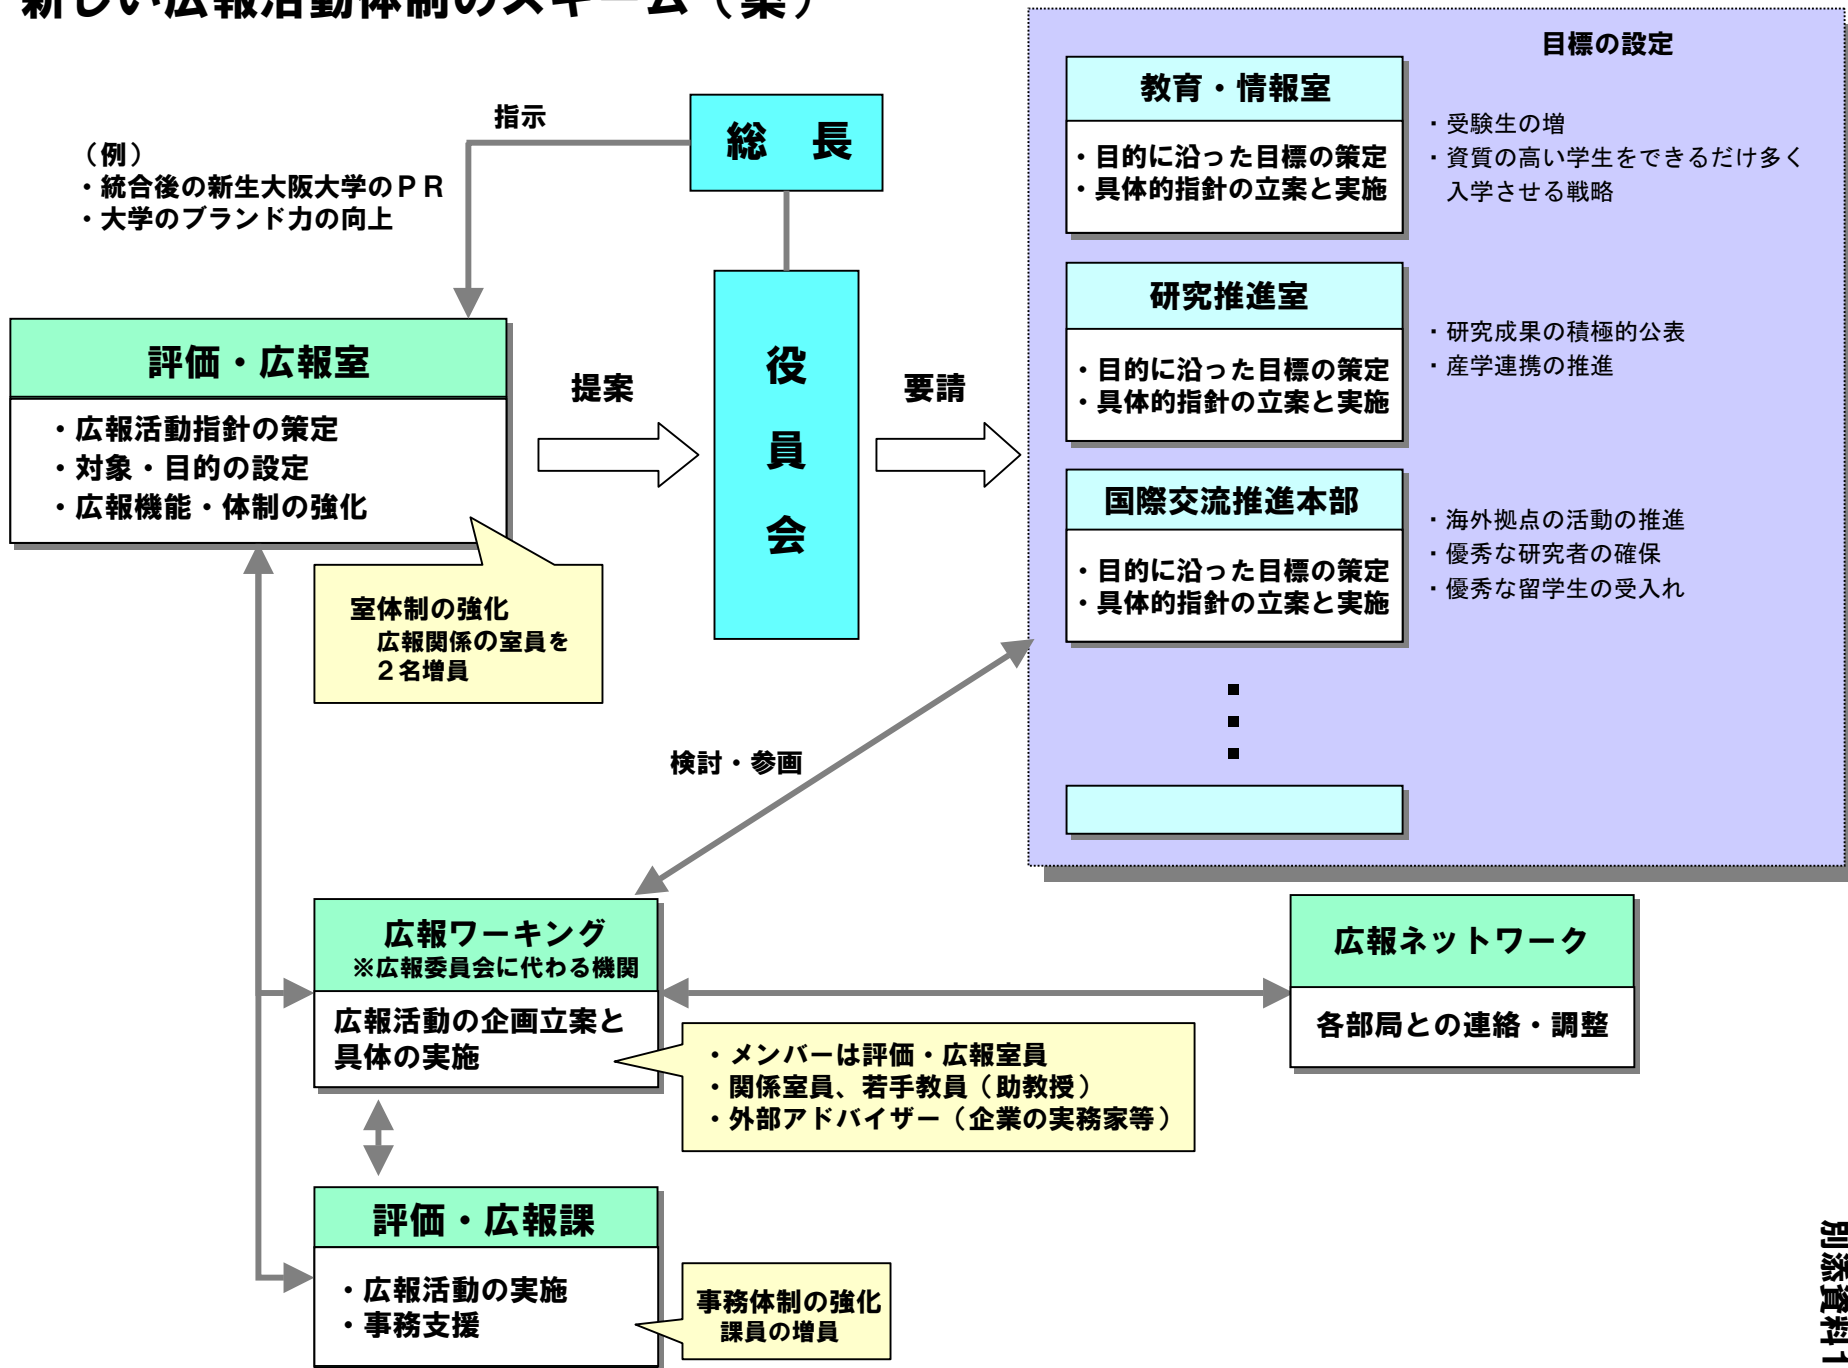 新しい広報活動体制のスキーム（案）
目標の設定
総　長
指示
（例）
・統合後の新生大阪大学のＰＲ
・大学のブランド力の向上
教育・情報室
・目的に沿った目標の策定
・具体的指針の立案と実施
・受験生の増
・資質の高い学生をできるだけ多く
入学させる戦略
研究推進室
・目的に沿った目標の策定
・具体的指針の立案と実施
・研究成果の積極的公表
・産学連携の推進
国際交流推進本部
・目的に沿った目標の策定
・具体的指針の立案と実施
・海外拠点の活動の推進
・優秀な研究者の確保
・優秀な留学生の受入れ
評価・広報室
・広報活動指針の策定
・対象・目的の設定
・広報機能・体制の強化
提案
役員会
要請
室体制の強化
広報関係の室員を
２名増員
検討・参画
広報ワーキング
※広報委員会に代わる機関
広報活動の企画立案と
具体の実施
・メンバーは評価・広報室員
・関係室員、若手教員（助教授）
・外部アドバイザー（企業の実務家等）
広報ネットワーク
各部局との連絡・調整
評価・広報課
・広報活動の実施
・事務支援
事務体制の強化
課員の増員
別添資料１